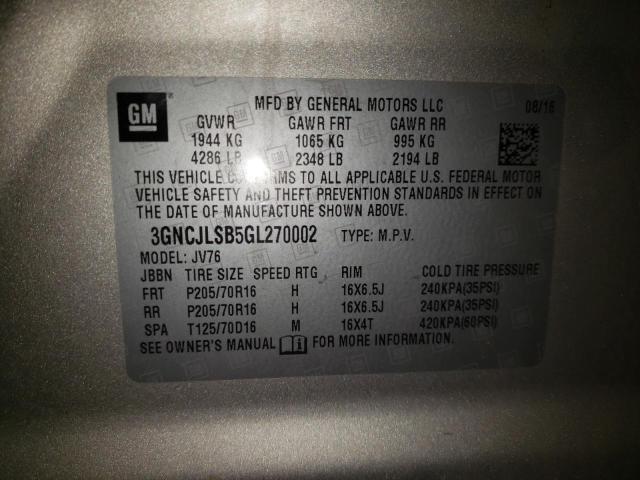 GM
MFD BY GENERAL MOTORS LLC 08/16
GVWR GAWR FRT GAWR RR
1944 KG 1065 KG 995 KG
4286 LB 2348 LB 2194 LB
THIS VEHICLE CONFORMS TO ALL APPLICABLE U.S. FEDERAL MOTOR
VEHICLE SAFETY AND THEFT PREVENTION STANDARDS IN EFFECT ON
THE DATE OF MANUFACTURE SHOWN ABOVE.
3GNCJLSB5GL270002 TYPE: M.P.V.
MODEL: JV76
JBBN TIRE SIZE SPEED RTG RIM COLD TIRE PRESSURE
FRT P205/70R16 H 16X6.5J 240KPA(35PSI)
RR P205/70R16 H 16X6.5J 240KPA(35PSI)
SPA T125/70D16 M 16X4T 420KPA(60PSI)
SEE OWNER'S MANUAL FOR MORE INFORMATION.